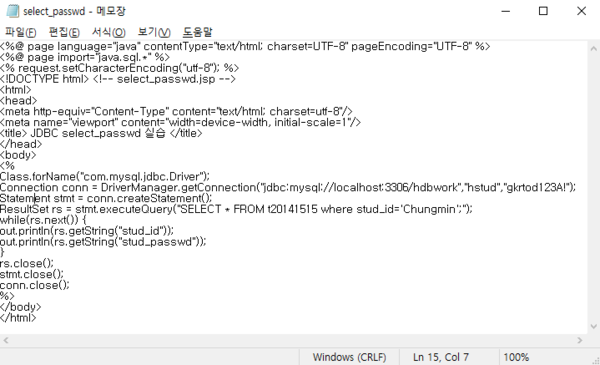 select_passwd - 메모장
파일(F) 편집(E) 서식(O) 보기(V) 도움말
<%@ page language="java" contentType="text/html; charset=UTF-8" pageEncoding="UTF-8" %>
<%@ page import="java.sql.*" %>
<% request.setCharacterEncoding("utf-8"); %>
<!DOCTYPE html> <!-- select_passwd.jsp -->
<html>
<head>
<meta http-equiv="Content-Type" content="text/html; charset=utf-8"/>
<meta name="viewport" content="width=device-width, initial-scale=1"/>
<title> JDBC select_passwd 실습 </title>
</head>
<body>
<%
Class.forName("com.mysql.jdbc.Driver");
Connection conn = DriverManager.getConnection("jdbc:mysql://localhost:3306/hdbwork","hstud","gkrtod123A!");
Statement stmt = conn.createStatement();
ResultSet rs = stmt.executeQuery("SELECT * FROM t20141515 where stud_id='Chungmin';");
while(rs.next()) {
out.println(rs.getString("stud_id"));
out.println(rs.getString("stud_passwd"));
}
rs.close();
stmt.close();
conn.close();
%>
</body>
</html>
Windows (CRLF) Ln 15, Col 7 100%